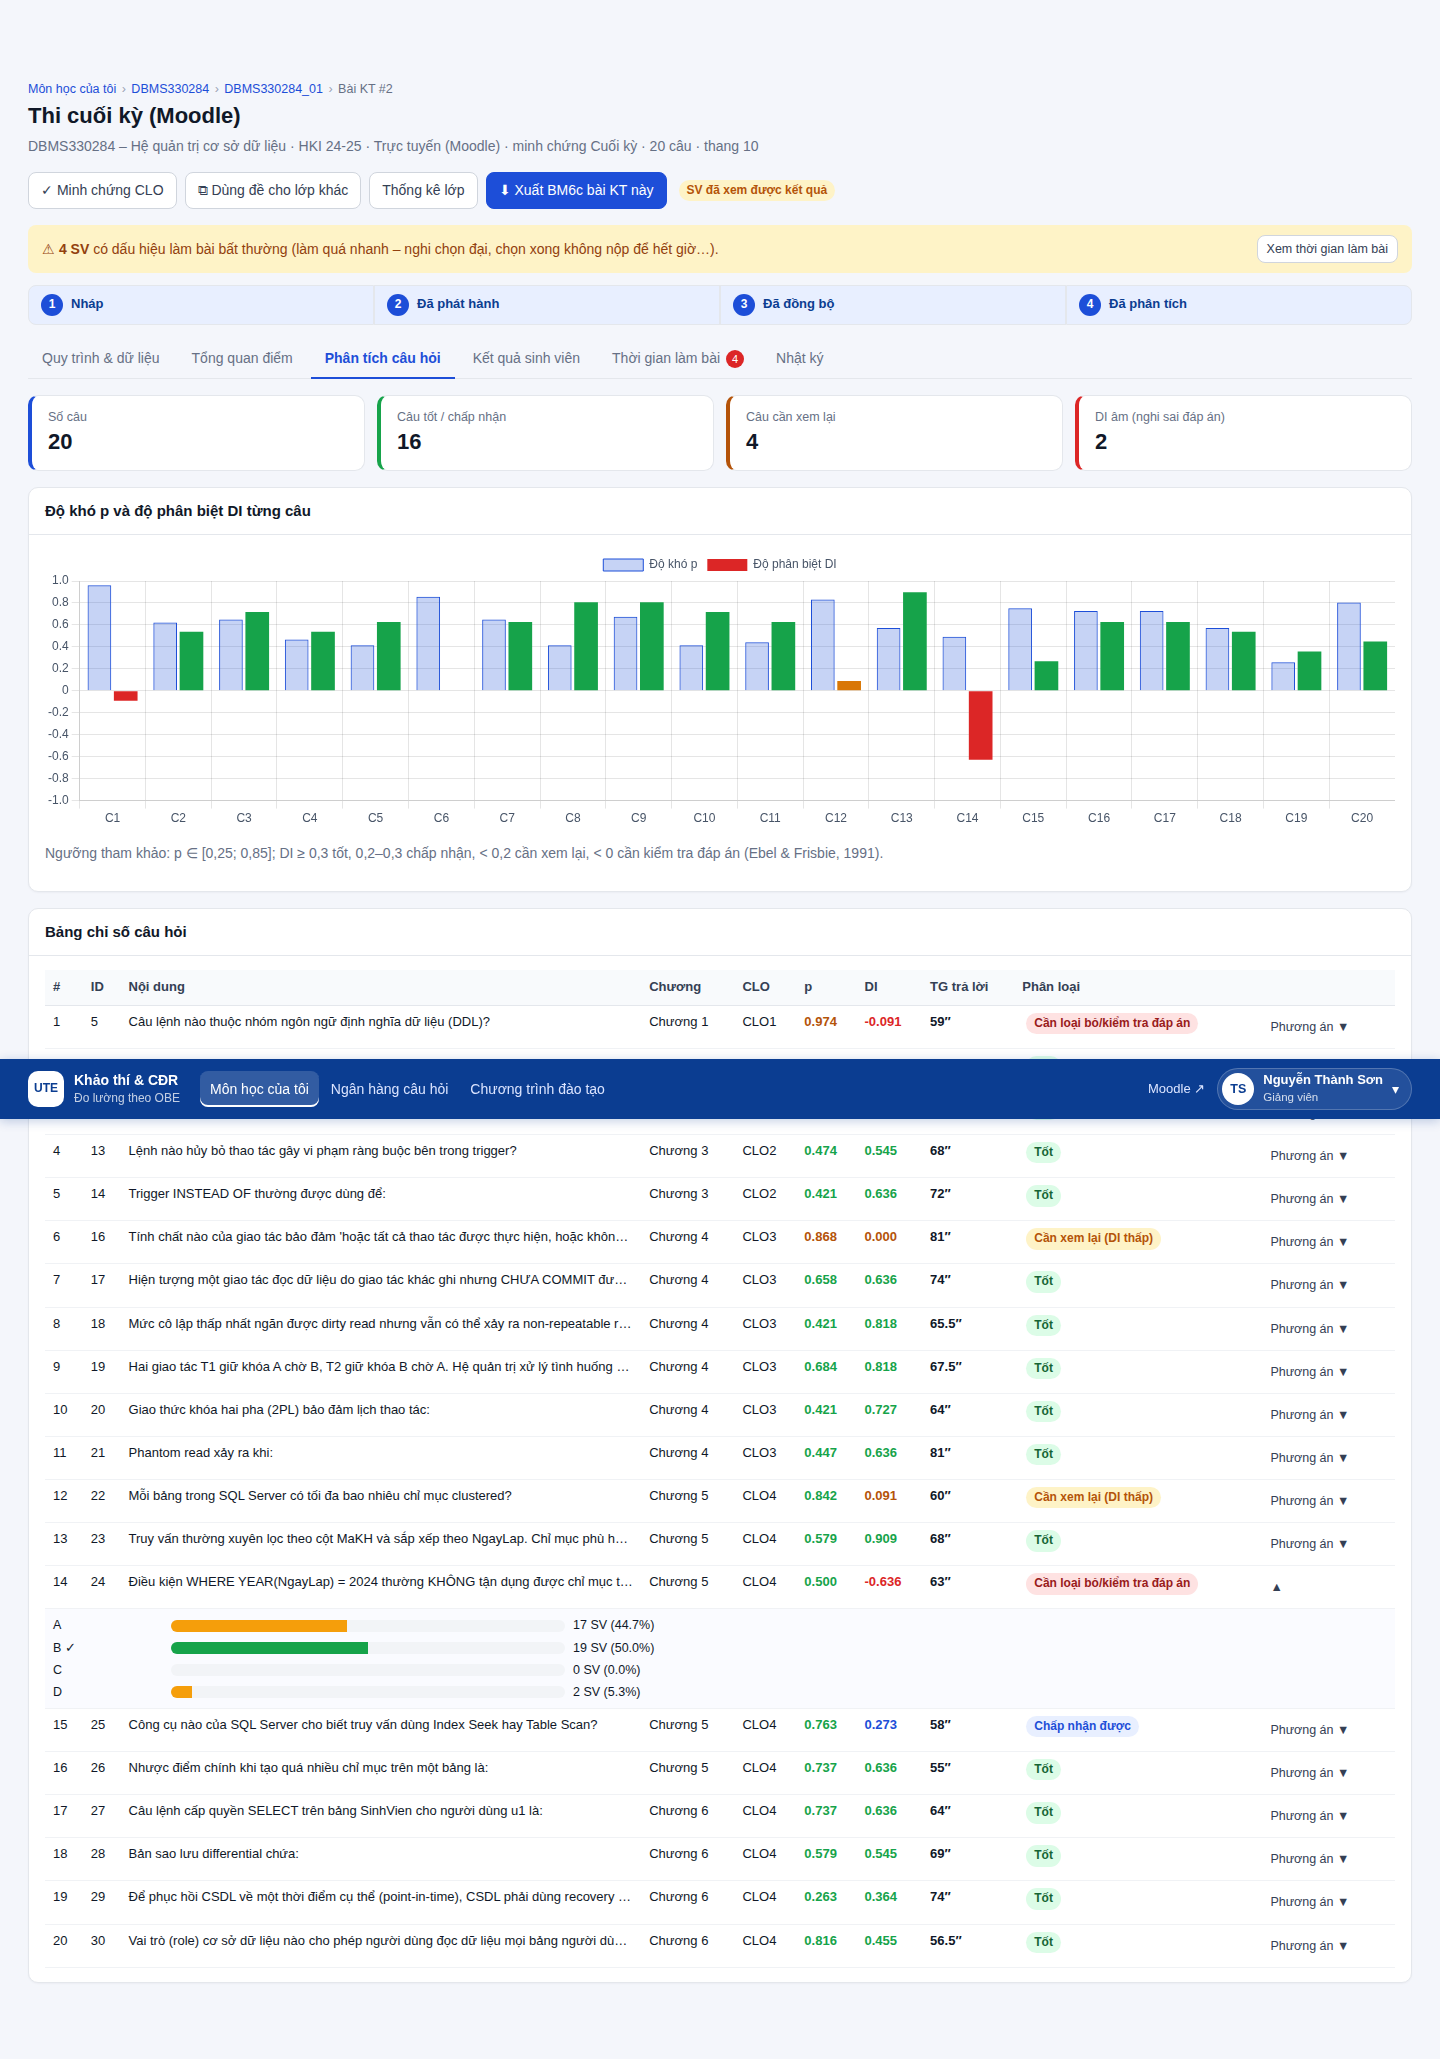 Môn học của tôi › DBMS330284 › DBMS330284_01 › Bài KT #2
Thi cuối kỳ (Moodle)
DBMS330284 – Hệ quản trị cơ sở dữ liệu · HKI 24-25 · Trực tuyến (Moodle) · minh chứng Cuối kỳ · 20 câu · thang 10
✓ Minh chứng CLO
⧉ Dùng đề cho lớp khác
Thống kê lớp
⬇ Xuất BM6c bài KT này
SV đã xem được kết quả
⚠ 4 SV có dấu hiệu làm bài bất thường (làm quá nhanh – nghi chọn đại, chọn xong không nộp để hết giờ…).
Xem thời gian làm bài
1 Nháp
2 Đã phát hành
3 Đã đồng bộ
4 Đã phân tích
Quy trình & dữ liệu
Tổng quan điểm
Phân tích câu hỏi
Kết quả sinh viên
Thời gian làm bài 4
Nhật ký
Số câu
20
Câu tốt / chấp nhận
16
Câu cần xem lại
4
DI âm (nghi sai đáp án)
2
Độ khó p và độ phân biệt DI từng câu
Độ khó p
Độ phân biệt DI
1.0
0.8
0.6
0.4
0.2
0
-0.2
-0.4
-0.6
-0.8
-1.0
C1 C2 C3 C4 C5 C6 C7 C8 C9 C10 C11 C12 C13 C14 C15 C16 C17 C18 C19 C20
Ngưỡng tham khảo: p ∈ [0,25; 0,85]; DI ≥ 0,3 tốt, 0,2–0,3 chấp nhận, < 0,2 cần xem lại, < 0 cần kiểm tra đáp án (Ebel & Frisbie, 1991).
Bảng chỉ số câu hỏi
# ID Nội dung Chương CLO p DI TG trả lời Phân loại
1 5 Câu lệnh nào thuộc nhóm ngôn ngữ định nghĩa dữ liệu (DDL)? Chương 1 CLO1 0.974 -0.091 59″ Cần loại bỏ/kiểm tra đáp án Phương án ▼
UTE
Khảo thí & CĐR
Đo lường theo OBE
Môn học của tôi
Ngân hàng câu hỏi
Chương trình đào tạo
Moodle ↗
TS
Nguyễn Thành Sơn
Giảng viên
▼
4 13 Lệnh nào hủy bỏ thao tác gây vi phạm ràng buộc bên trong trigger? Chương 3 CLO2 0.474 0.545 68″ Tốt Phương án ▼
5 14 Trigger INSTEAD OF thường được dùng để: Chương 3 CLO2 0.421 0.636 72″ Tốt Phương án ▼
6 16 Tính chất nào của giao tác bảo đảm 'hoặc tất cả thao tác được thực hiện, hoặc khôn… Chương 4 CLO3 0.868 0.000 81″ Cần xem lại (DI thấp) Phương án ▼
7 17 Hiện tượng một giao tác đọc dữ liệu do giao tác khác ghi nhưng CHƯA COMMIT đư… Chương 4 CLO3 0.658 0.636 74″ Tốt Phương án ▼
8 18 Mức cô lập thấp nhất ngăn được dirty read nhưng vẫn có thể xảy ra non-repeatable r… Chương 4 CLO3 0.421 0.818 65.5″ Tốt Phương án ▼
9 19 Hai giao tác T1 giữ khóa A chờ B, T2 giữ khóa B chờ A. Hệ quản trị xử lý tình huống … Chương 4 CLO3 0.684 0.818 67.5″ Tốt Phương án ▼
10 20 Giao thức khóa hai pha (2PL) bảo đảm lịch thao tác: Chương 4 CLO3 0.421 0.727 64″ Tốt Phương án ▼
11 21 Phantom read xảy ra khi: Chương 4 CLO3 0.447 0.636 81″ Tốt Phương án ▼
12 22 Mỗi bảng trong SQL Server có tối đa bao nhiêu chỉ mục clustered? Chương 5 CLO4 0.842 0.091 60″ Cần xem lại (DI thấp) Phương án ▼
13 23 Truy vấn thường xuyên lọc theo cột MaKH và sắp xếp theo NgayLap. Chỉ mục phù h… Chương 5 CLO4 0.579 0.909 68″ Tốt Phương án ▼
14 24 Điều kiện WHERE YEAR(NgayLap) = 2024 thường KHÔNG tận dụng được chỉ mục t… Chương 5 CLO4 0.500 -0.636 63″ Cần loại bỏ/kiểm tra đáp án ▲
A 17 SV (44.7%)
B ✓ 19 SV (50.0%)
C 0 SV (0.0%)
D 2 SV (5.3%)
15 25 Công cụ nào của SQL Server cho biết truy vấn dùng Index Seek hay Table Scan? Chương 5 CLO4 0.763 0.273 58″ Chấp nhận được Phương án ▼
16 26 Nhược điểm chính khi tạo quá nhiều chỉ mục trên một bảng là: Chương 5 CLO4 0.737 0.636 55″ Tốt Phương án ▼
17 27 Câu lệnh cấp quyền SELECT trên bảng SinhVien cho người dùng u1 là: Chương 6 CLO4 0.737 0.636 64″ Tốt Phương án ▼
18 28 Bản sao lưu differential chứa: Chương 6 CLO4 0.579 0.545 69″ Tốt Phương án ▼
19 29 Để phục hồi CSDL về một thời điểm cụ thể (point-in-time), CSDL phải dùng recovery … Chương 6 CLO4 0.263 0.364 74″ Tốt Phương án ▼
20 30 Vai trò (role) cơ sở dữ liệu nào cho phép người dùng đọc dữ liệu mọi bảng người dù… Chương 6 CLO4 0.816 0.455 56.5″ Tốt Phương án ▼